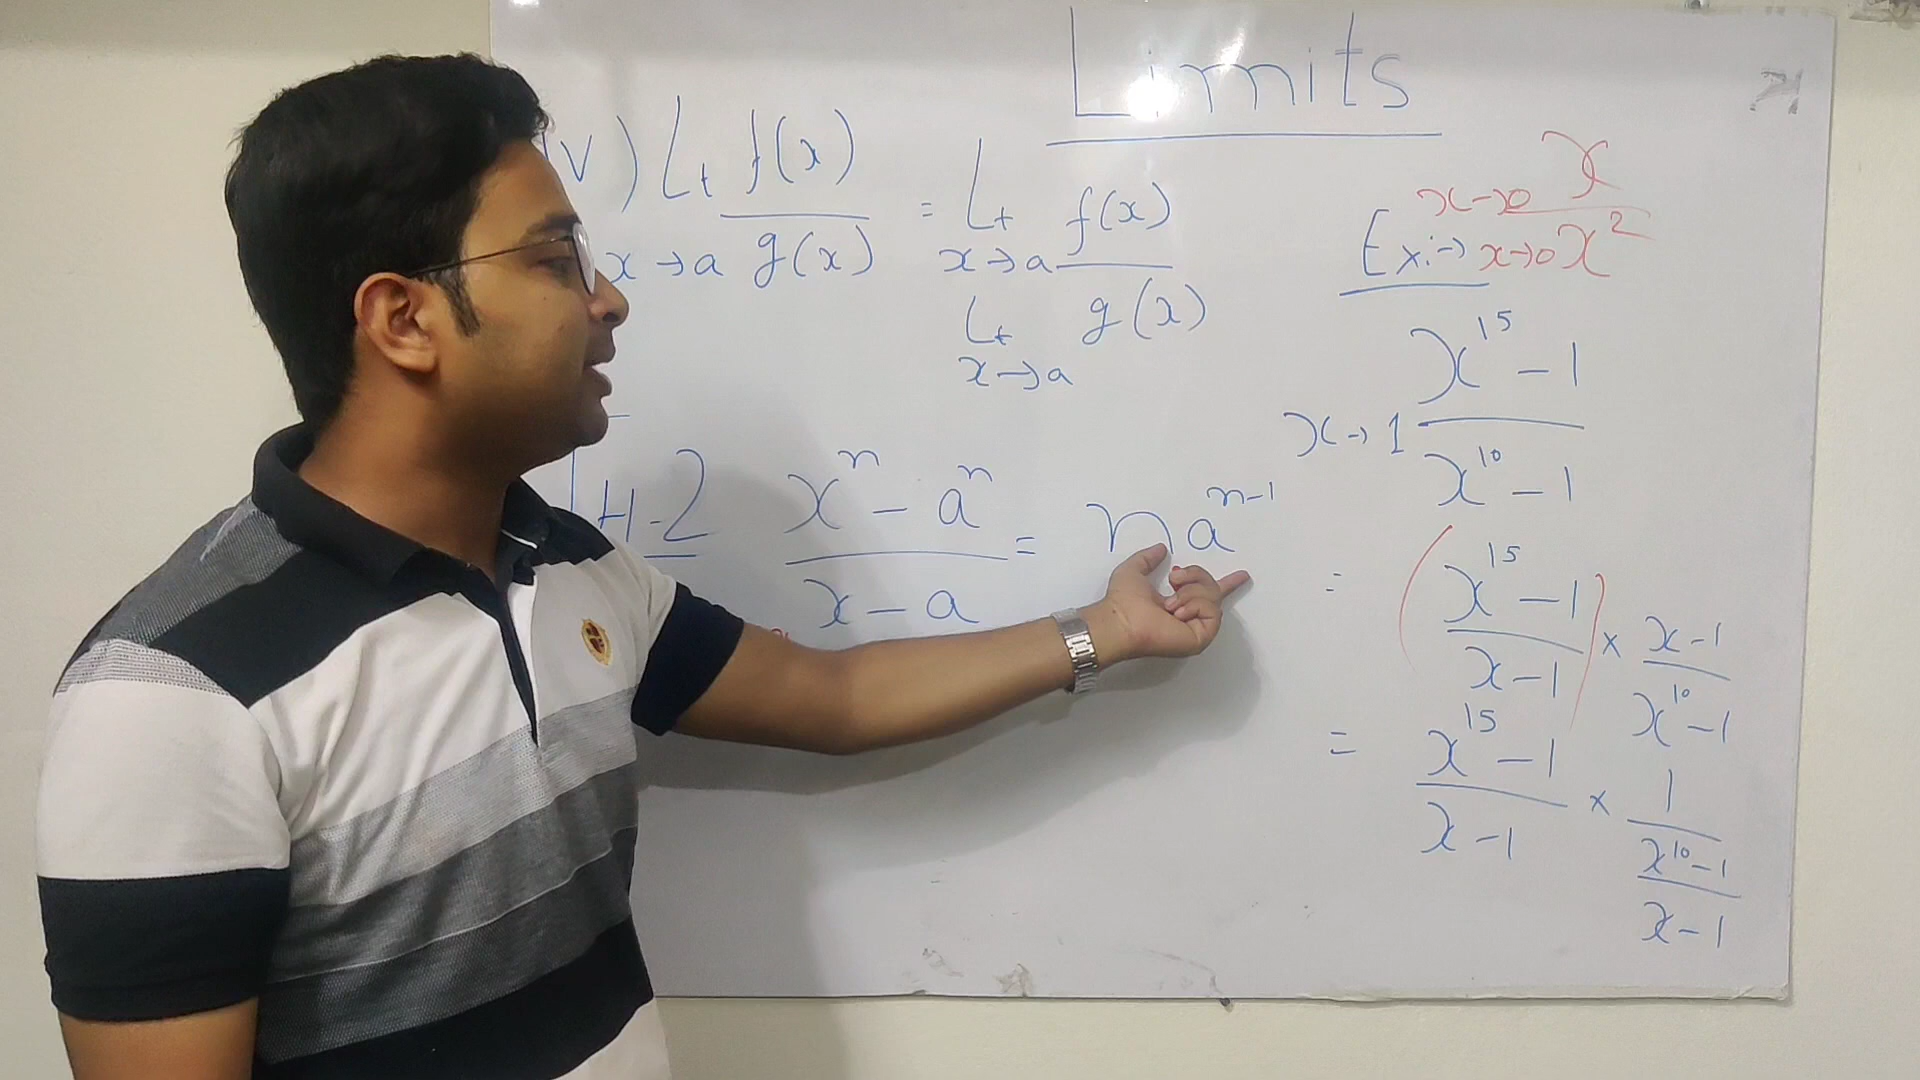 Limits
V) Lt f(x) = Lt f(x)
x→a g(x) x→a
Lt g(x)
x→a
x→0 x
Ex:→ x→0 x²
x¹⁵ - 1
x→1
x¹⁰ - 1
H-2 xⁿ - aⁿ = naⁿ⁻¹
x - a
= (x¹⁵ - 1) × x - 1
x - 1 x¹⁰ - 1
= x¹⁵ - 1 × 1
x - 1 x¹⁰ - 1
x - 1